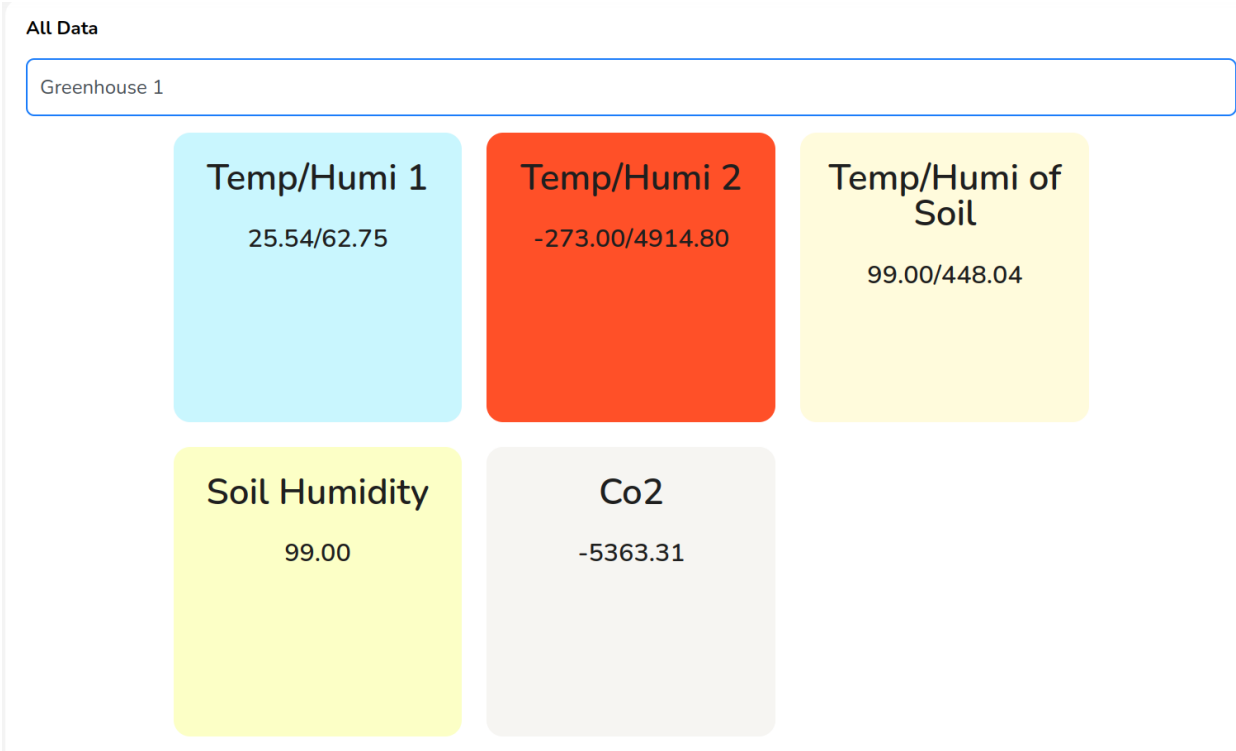 All Data
Greenhouse 1
Temp/Humi 1
25.54/62.75
Temp/Humi 2
-273.00/4914.80
Temp/Humi of
Soil
99.00/448.04
Soil Humidity
99.00
Co2
-5363.31